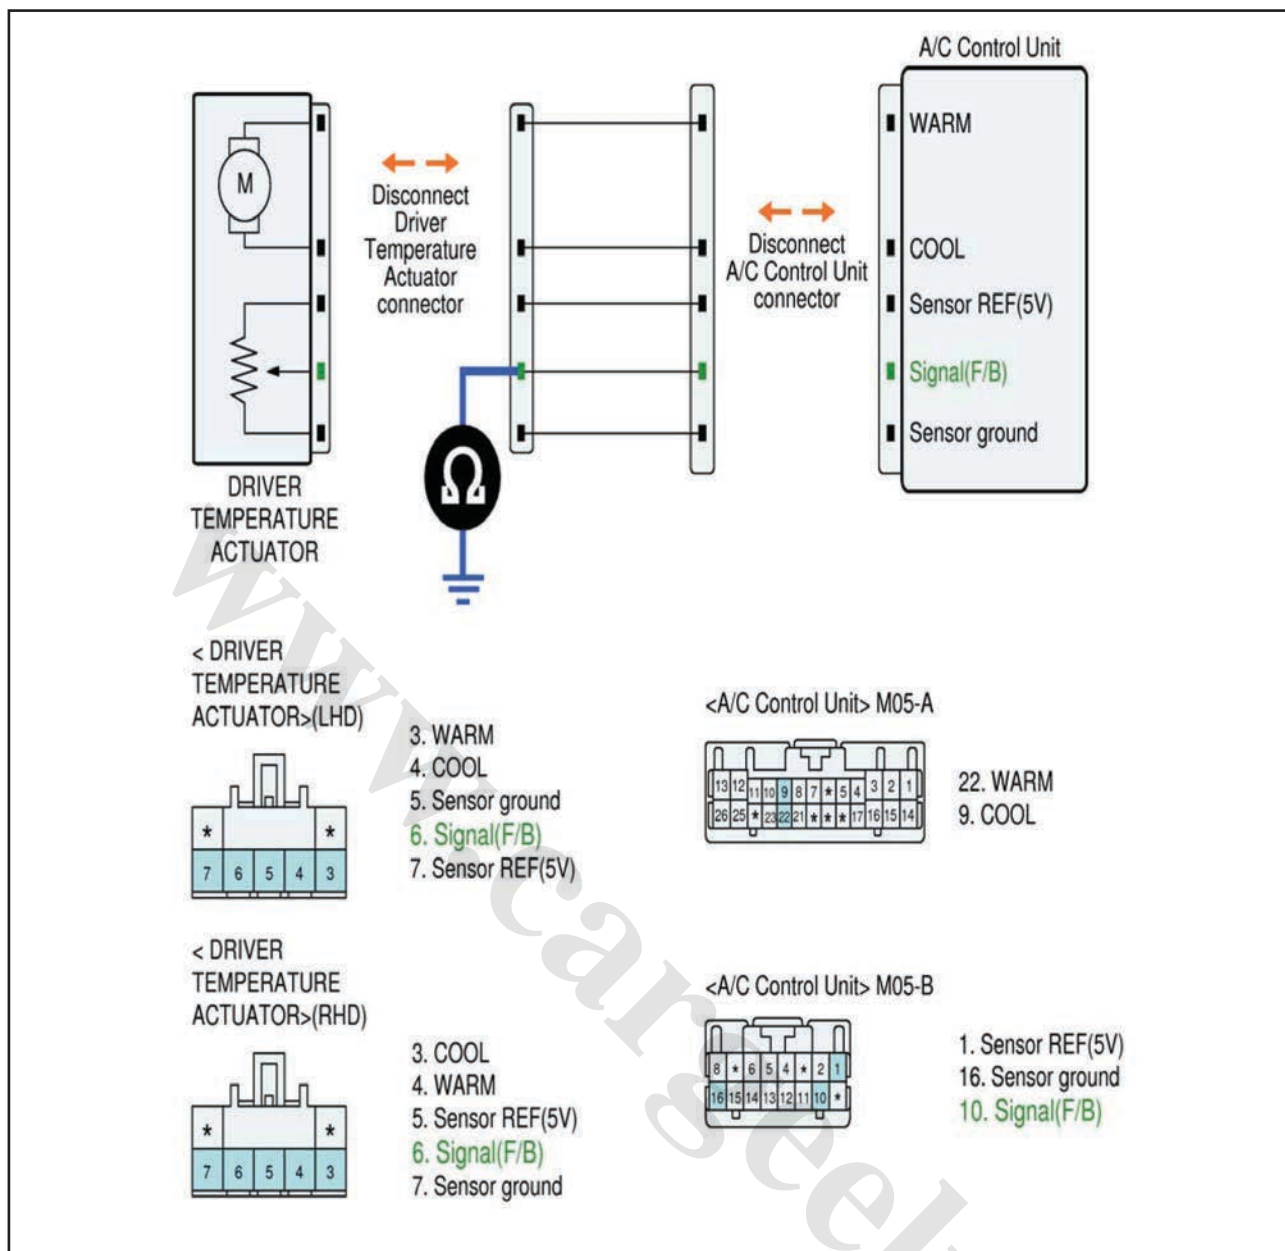 A/C Control Unit
WARM
M
Disconnect
Driver
Temperature
Actuator
connector
Disconnect
A/C Control Unit
connector
COOL
Sensor REF(5V)
Signal(F/B)
Sensor ground
Ω
DRIVER
TEMPERATURE
ACTUATOR
< DRIVER
TEMPERATURE
ACTUATOR>(LHD)
* *
7 6 5 4 3
3. WARM
4. COOL
5. Sensor ground
6. Signal(F/B)
7. Sensor REF(5V)
<A/C Control Unit> M05-A
13 12 11 10 9 8 7 * 5 4 3 2 1
26 25 * 23 22 21 * * * 17 16 15 14
22. WARM
9. COOL
< DRIVER
TEMPERATURE
ACTUATOR>(RHD)
* *
7 6 5 4 3
3. COOL
4. WARM
5. Sensor REF(5V)
6. Signal(F/B)
7. Sensor ground
<A/C Control Unit> M05-B
8 * 6 5 4 * 2 1
16 15 14 13 12 11 10 *
1. Sensor REF(5V)
16. Sensor ground
10. Signal(F/B)
www.cargeek